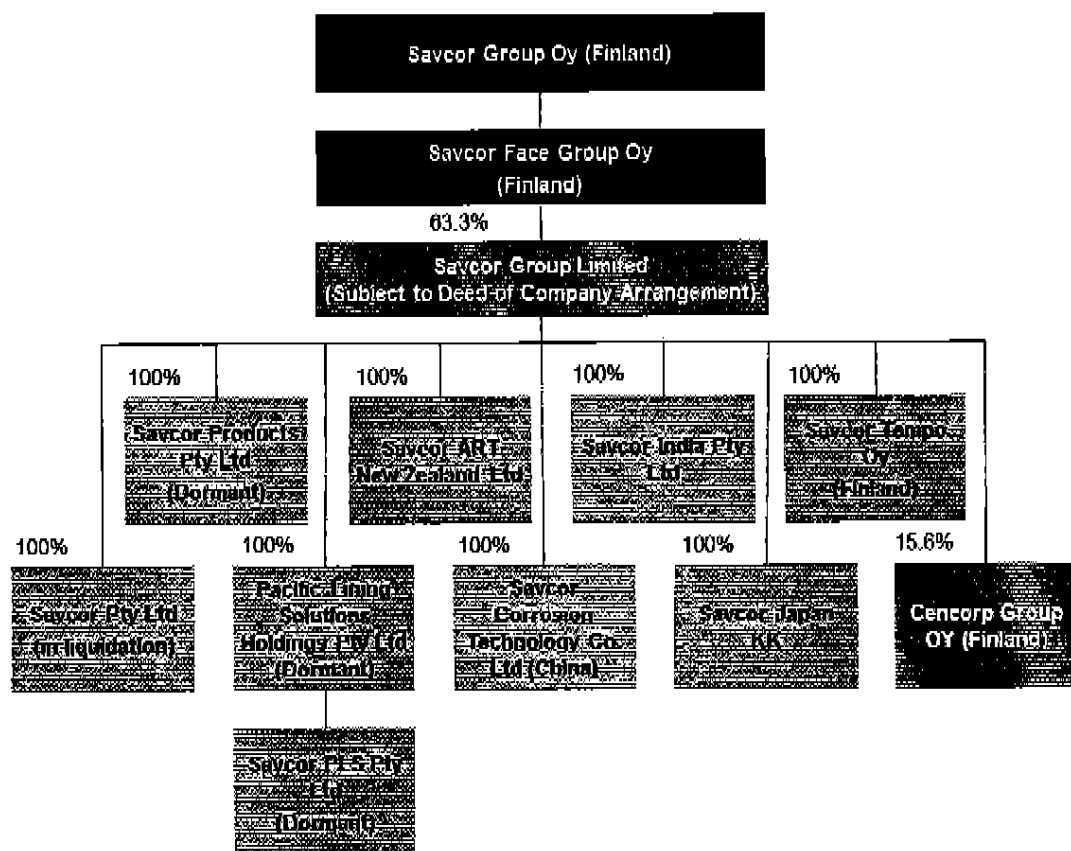 Savcor Group Oy (Finland)
Savcor Face Group Oy
(Finland)
63.3%
Savcor Group Limited
(Subject to Deed of Company Arrangement)
100%
100%
100%
100%
Savcor Products
Pty Ltd
(Dormant)
Savcor ART
New Zealand Ltd
Savcor India Pty
Ltd
Savcor Tempo
Oy
(Finland)
100%
100%
100%
100%
15.6%
Savcor Pty Ltd
(in liquidation)
Pacific Lining
Solutions
Holdingy Pty Ltd
(Dormant)
Savcor
Corrosion
Technology Co.
Ltd (China)
Savcor Japan
KK
Cencorp Group
OY (Finland)
Savcor PLS Pty
Ltd
(Dormant)